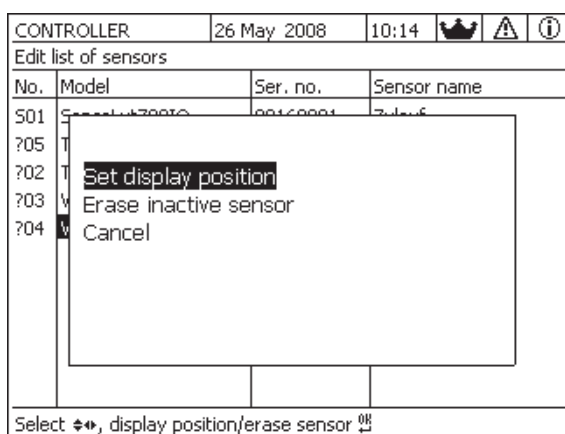 CONTROLLER 26 May 2008 10:14
Edit list of sensors
No. Model Ser. no. Sensor name
S01
?05
?02
?03
?04
Set display position
Erase inactive sensor
Cancel
Select , display position/erase sensor OK